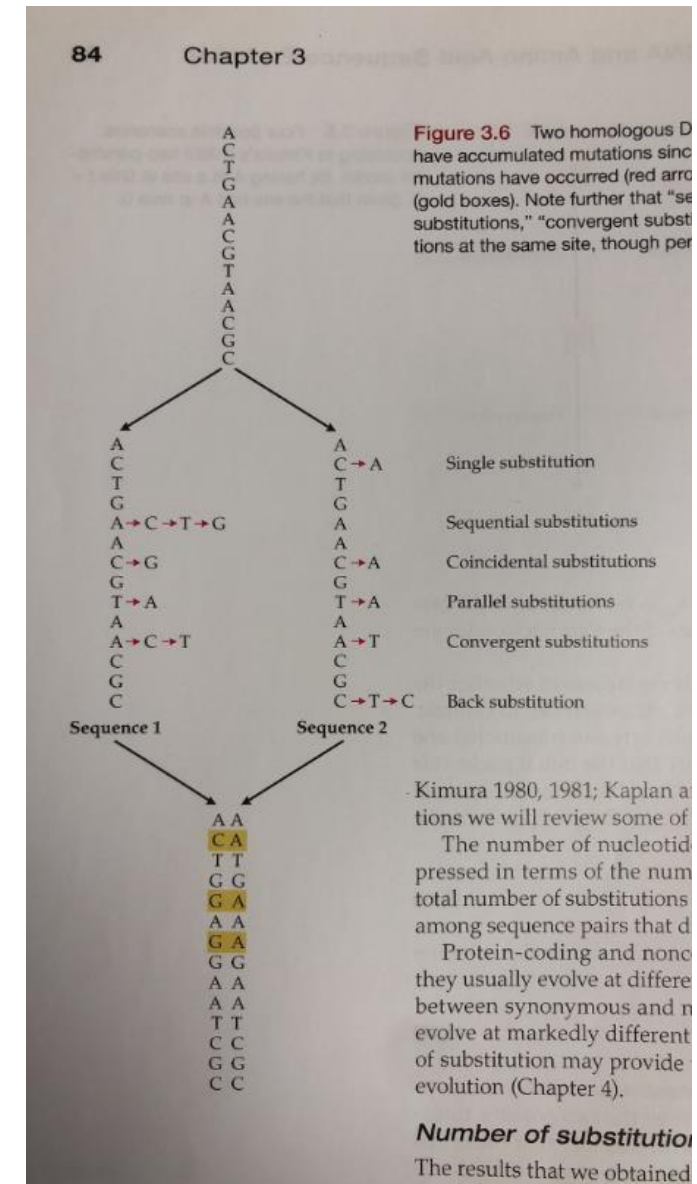 84 Chapter 3
A
C
T
G
A
A
C
G
T
A
A
C
G
C
Figure 3.6 Two homologous D
have accumulated mutations sinc
mutations have occurred (red arro
(gold boxes). Note further that “se
substitutions,” “convergent substi
tions at the same site, though per
A A
C C→A Single substitution
T T
G G
A→C→T→G A Sequential substitutions
A A
C→G C→A Coincidental substitutions
G G
T→A T→A Parallel substitutions
A A
A→C→T A→T Convergent substitutions
C C
G G
C C→T→C Back substitution
Sequence 1 Sequence 2
A A
C A
T T
G G
G A
A A
G A
G G
A A
A A
T T
C C
G G
C C
Kimura 1980, 1981; Kaplan a
tions we will review some of
The number of nucleotid
pressed in terms of the num
total number of substitutions
among sequence pairs that d
Protein-coding and nonc
they usually evolve at differe
between synonymous and n
evolve at markedly different
of substitution may provide
evolution (Chapter 4).
Number of substitution
The results that we obtained